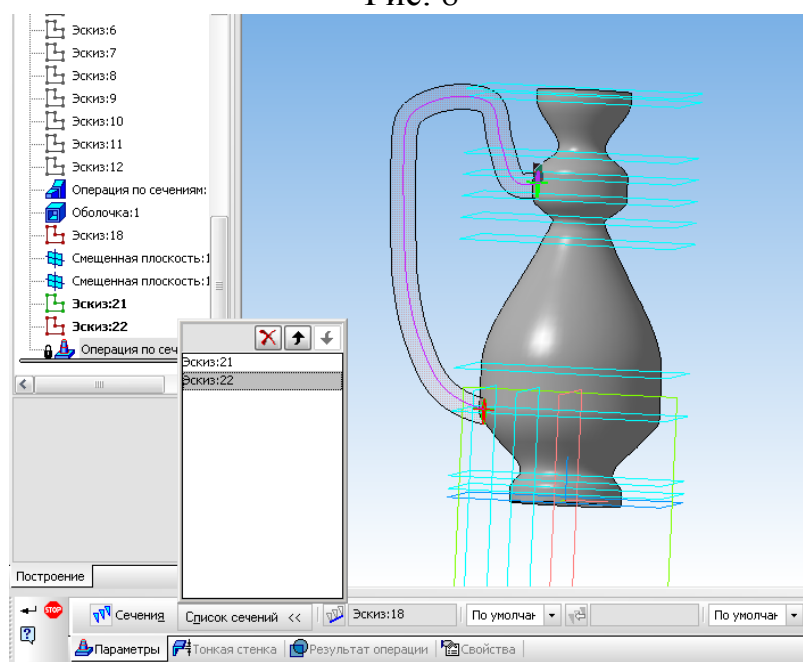 Рис. 8
Эскиз:6
Эскиз:7
Эскиз:8
Эскиз:9
Эскиз:10
Эскиз:11
Эскиз:12
Операция по сечениям:
Оболочка:1
Эскиз:18
Смещенная плоскость:1
Смещенная плоскость:1
Эскиз:21
Эскиз:22
Операция по сеч
Эскиз:21
Эскиз:22
Построение
STOP Сечения Список сечений << Эскиз:18 По умолчан По умолчан
Параметры Тонкая стенка Результат операции Свойства